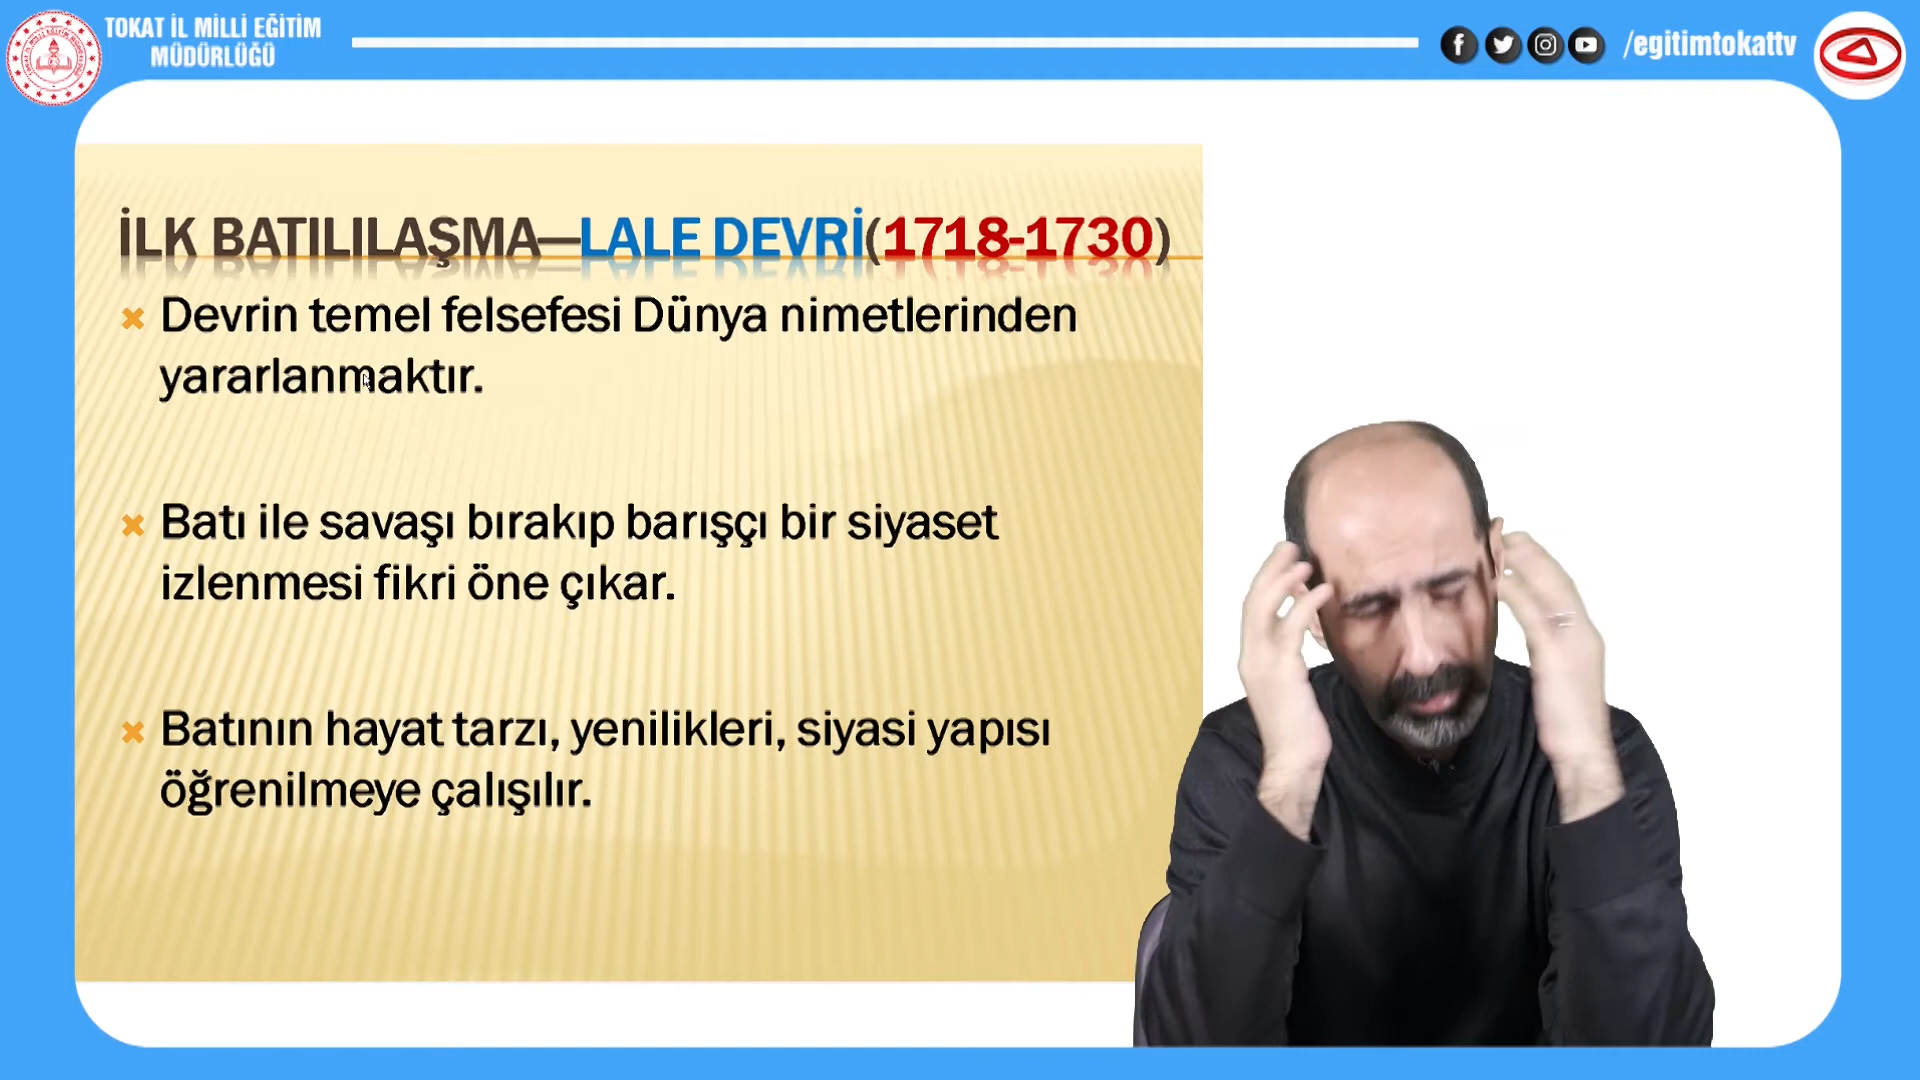 TOKAT İL MİLLİ EĞİTİM
MÜDÜRLÜĞÜ
/egitimtokattv
İLK BATILILAŞMA—LALE DEVRİ(1718-1730)
Devrin temel felsefesi Dünya nimetlerinden
yararlanmaktır.
Batı ile savaşı bırakıp barışçı bir siyaset
izlenmesi fikri öne çıkar.
Batının hayat tarzı, yenilikleri, siyasi yapısı
öğrenilmeye çalışılır.